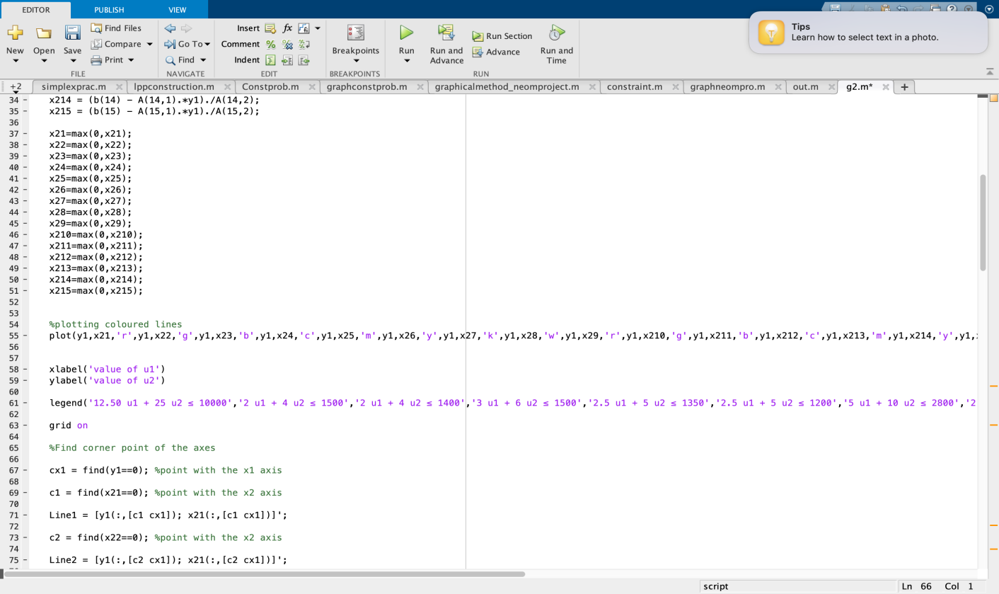 EDITOR PUBLISH VIEW
Tips
Learn how to select text in a photo.
New Open Save Find Files Compare Print
Go To Find
Insert fx
Comment
Indent
Breakpoints
Run
Run and Advance
Run Section
Advance
Run and Time
FILE NAVIGATE EDIT BREAKPOINTS RUN
+2 simplexprac.m lppconstruction.m Constprob.m graphconstprob.m graphicalmethod_neomproject.m constraint.m graphneompro.m out.m g2.m* +
34 - x214 = (b(14) - A(14,1).*y1)./A(14,2);
35 - x215 = (b(15) - A(15,1).*y1)./A(15,2);
36
37 - x21=max(0,x21);
38 - x22=max(0,x22);
39 - x23=max(0,x23);
40 - x24=max(0,x24);
41 - x25=max(0,x25);
42 - x26=max(0,x26);
43 - x27=max(0,x27);
44 - x28=max(0,x28);
45 - x29=max(0,x29);
46 - x210=max(0,x210);
47 - x211=max(0,x211);
48 - x212=max(0,x212);
49 - x213=max(0,x213);
50 - x214=max(0,x214);
51 - x215=max(0,x215);
52
53
54 %plotting coloured lines
55 - plot(y1,x21,'r',y1,x22,'g',y1,x23,'b',y1,x24,'c',y1,x25,'m',y1,x26,'y',y1,x27,'k',y1,x28,'w',y1,x29,'r',y1,x210,'g',y1,x211,'b',y1,x212,'c',y1,x213,'m',y1,x214,'y',y1,
56
57
58 - xlabel('value of u1')
59 - ylabel('value of u2')
60
61 - legend('12.50 u1 + 25 u2 ≤ 10000','2 u1 + 4 u2 ≤ 1500','2 u1 + 4 u2 ≤ 1400','3 u1 + 6 u2 ≤ 1500','2.5 u1 + 5 u2 ≤ 1350','2.5 u1 + 5 u2 ≤ 1200','5 u1 + 10 u2 ≤ 2800','2
62
63 - grid on
64
65 %Find corner point of the axes
66
67 - cx1 = find(y1==0); %point with the x1 axis
68
69 - c1 = find(x21==0); %point with the x2 axis
70
71 - Line1 = [y1(:,[c1 cx1]); x21(:,[c1 cx1])]';
72
73 - c2 = find(x22==0); %point with the x2 axis
74
75 - Line2 = [y1(:,[c2 cx1]); x21(:,[c2 cx1])]';
script Ln 66 Col 1